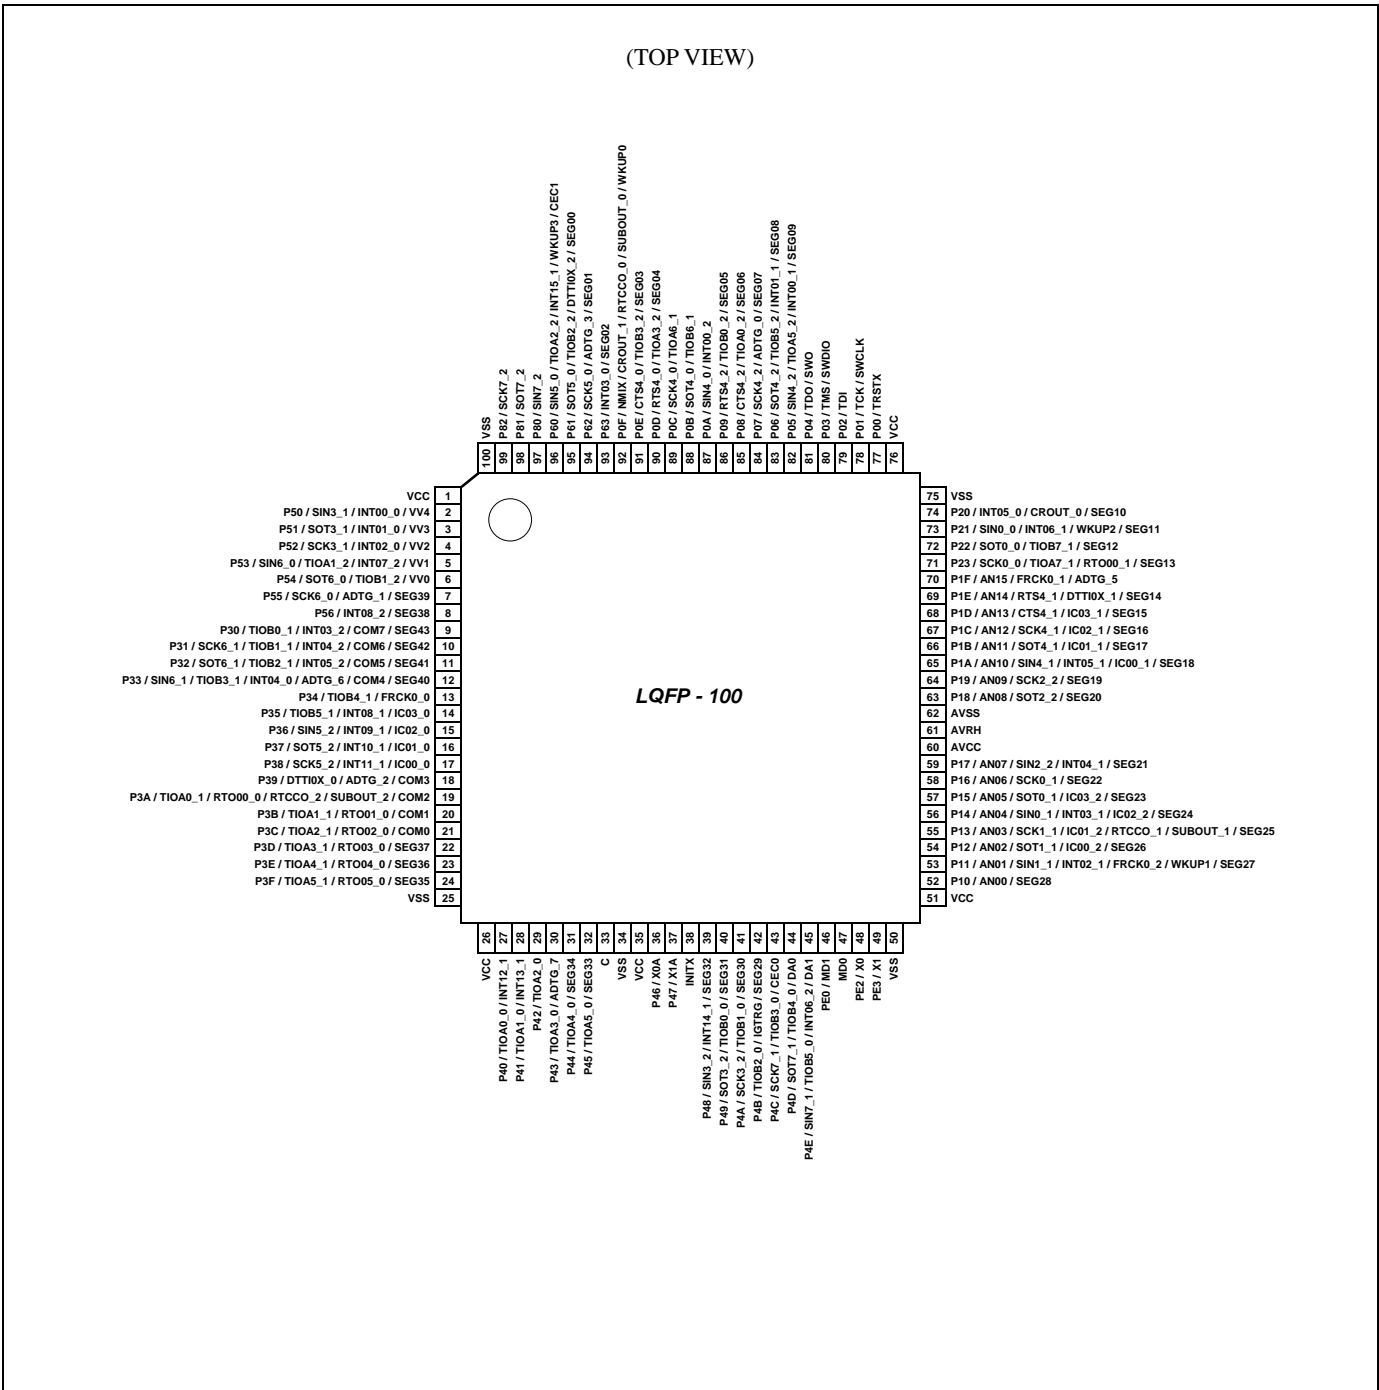 (TOP VIEW)
VSS
P82 / SCK7_2
P81 / SOT7_2
P80 / SIN7_2
P60 / SIN5_0 / TIOA2_2 / INT15_1 / WKUP3 / CEC1
P61 / SOT5_0 / TIOB2_2 / DTTI0X_2 / SEG00
P62 / SCK5_0 / ADTG_3 / SEG01
P63 / INT03_0 / SEG02
P0F / NMIX / CROUT_1 / RTCCO_0 / SUBOUT_0 / WKUP0
P0E / CTS4_0 / TIOB3_2 / SEG03
P0D / RTS4_0 / TIOA3_2 / SEG04
P0C / SCK4_0 / TIOA6_1
P0B / SOT4_0 / TIOB6_1
P0A / SIN4_0 / INT00_2
P09 / RTS4_2 / TIOB0_2 / SEG05
P08 / CTS4_2 / TIOA0_2 / SEG06
P07 / SCK4_2 / ADTG_0 / SEG07
P06 / SOT4_2 / TIOB5_2 / INT01_1 / SEG08
P05 / SIN4_2 / TIOA5_2 / INT00_1 / SEG09
P04 / TDO / SWO
P03 / TMS / SWDIO
P02 / TDI
P01 / TCK / SWCLK
P00 / TRSTX
VCC
100 99 98 97 96 95 94 93 92 91 90 89 88 87 86 85 84 83 82 81 80 79 78 77 76
VCC 1
P50 / SIN3_1 / INT00_0 / VV4 2
P51 / SOT3_1 / INT01_0 / VV3 3
P52 / SCK3_1 / INT02_0 / VV2 4
P53 / SIN6_0 / TIOA1_2 / INT07_2 / VV1 5
P54 / SOT6_0 / TIOB1_2 / VV0 6
P55 / SCK6_0 / ADTG_1 / SEG39 7
P56 / INT08_2 / SEG38 8
P30 / TIOB0_1 / INT03_2 / COM7 / SEG43 9
P31 / SCK6_1 / TIOB1_1 / INT04_2 / COM6 / SEG42 10
P32 / SOT6_1 / TIOB2_1 / INT05_2 / COM5 / SEG41 11
P33 / SIN6_1 / TIOB3_1 / INT04_0 / ADTG_6 / COM4 / SEG40 12
P34 / TIOB4_1 / FRCK0_0 13
P35 / TIOB5_1 / INT08_1 / IC03_0 14
P36 / SIN5_2 / INT09_1 / IC02_0 15
P37 / SOT5_2 / INT10_1 / IC01_0 16
P38 / SCK5_2 / INT11_1 / IC00_0 17
P39 / DTTI0X_0 / ADTG_2 / COM3 18
P3A / TIOA0_1 / RTO00_0 / RTCCO_2 / SUBOUT_2 / COM2 19
P3B / TIOA1_1 / RTO01_0 / COM1 20
P3C / TIOA2_1 / RTO02_0 / COM0 21
P3D / TIOA3_1 / RTO03_0 / SEG37 22
P3E / TIOA4_1 / RTO04_0 / SEG36 23
P3F / TIOA5_1 / RTO05_0 / SEG35 24
VSS 25
LQFP - 100
75 VSS
74 P20 / INT05_0 / CROUT_0 / SEG10
73 P21 / SIN0_0 / INT06_1 / WKUP2 / SEG11
72 P22 / SOT0_0 / TIOB7_1 / SEG12
71 P23 / SCK0_0 / TIOA7_1 / RTO00_1 / SEG13
70 P1F / AN15 / FRCK0_1 / ADTG_5
69 P1E / AN14 / RTS4_1 / DTTI0X_1 / SEG14
68 P1D / AN13 / CTS4_1 / IC03_1 / SEG15
67 P1C / AN12 / SCK4_1 / IC02_1 / SEG16
66 P1B / AN11 / SOT4_1 / IC01_1 / SEG17
65 P1A / AN10 / SIN4_1 / INT05_1 / IC00_1 / SEG18
64 P19 / AN09 / SCK2_2 / SEG19
63 P18 / AN08 / SOT2_2 / SEG20
62 AVSS
61 AVRH
60 AVCC
59 P17 / AN07 / SIN2_2 / INT04_1 / SEG21
58 P16 / AN06 / SCK0_1 / SEG22
57 P15 / AN05 / SOT0_1 / IC03_2 / SEG23
56 P14 / AN04 / SIN0_1 / INT03_1 / IC02_2 / SEG24
55 P13 / AN03 / SCK1_1 / IC01_2 / RTCCO_1 / SUBOUT_1 / SEG25
54 P12 / AN02 / SOT1_1 / IC00_2 / SEG26
53 P11 / AN01 / SIN1_1 / INT02_1 / FRCK0_2 / WKUP1 / SEG27
52 P10 / AN00 / SEG28
51 VCC
26 27 28 29 30 31 32 33 34 35 36 37 38 39 40 41 42 43 44 45 46 47 48 49 50
VCC
P40 / TIOA0_0 / INT12_1
P41 / TIOA1_0 / INT13_1
P42 / TIOA2_0
P43 / TIOA3_0 / ADTG_7
P44 / TIOA4_0 / SEG34
P45 / TIOA5_0 / SEG33
C
VSS
VCC
P46 / X0A
P47 / X1A
INITX
P48 / SIN3_2 / INT14_1 / SEG32
P49 / SOT3_2 / TIOB0_0 / SEG31
P4A / SCK3_2 / TIOB1_0 / SEG30
P4B / TIOB2_0 / IGTRG / SEG29
P4C / SCK7_1 / TIOB3_0 / CEC0
P4D / SOT7_1 / TIOB4_0 / DA0
P4E / SIN7_1 / TIOB5_0 / INT06_2 / DA1
PE0 / MD1
MD0
PE2 / X0
PE3 / X1
VSS